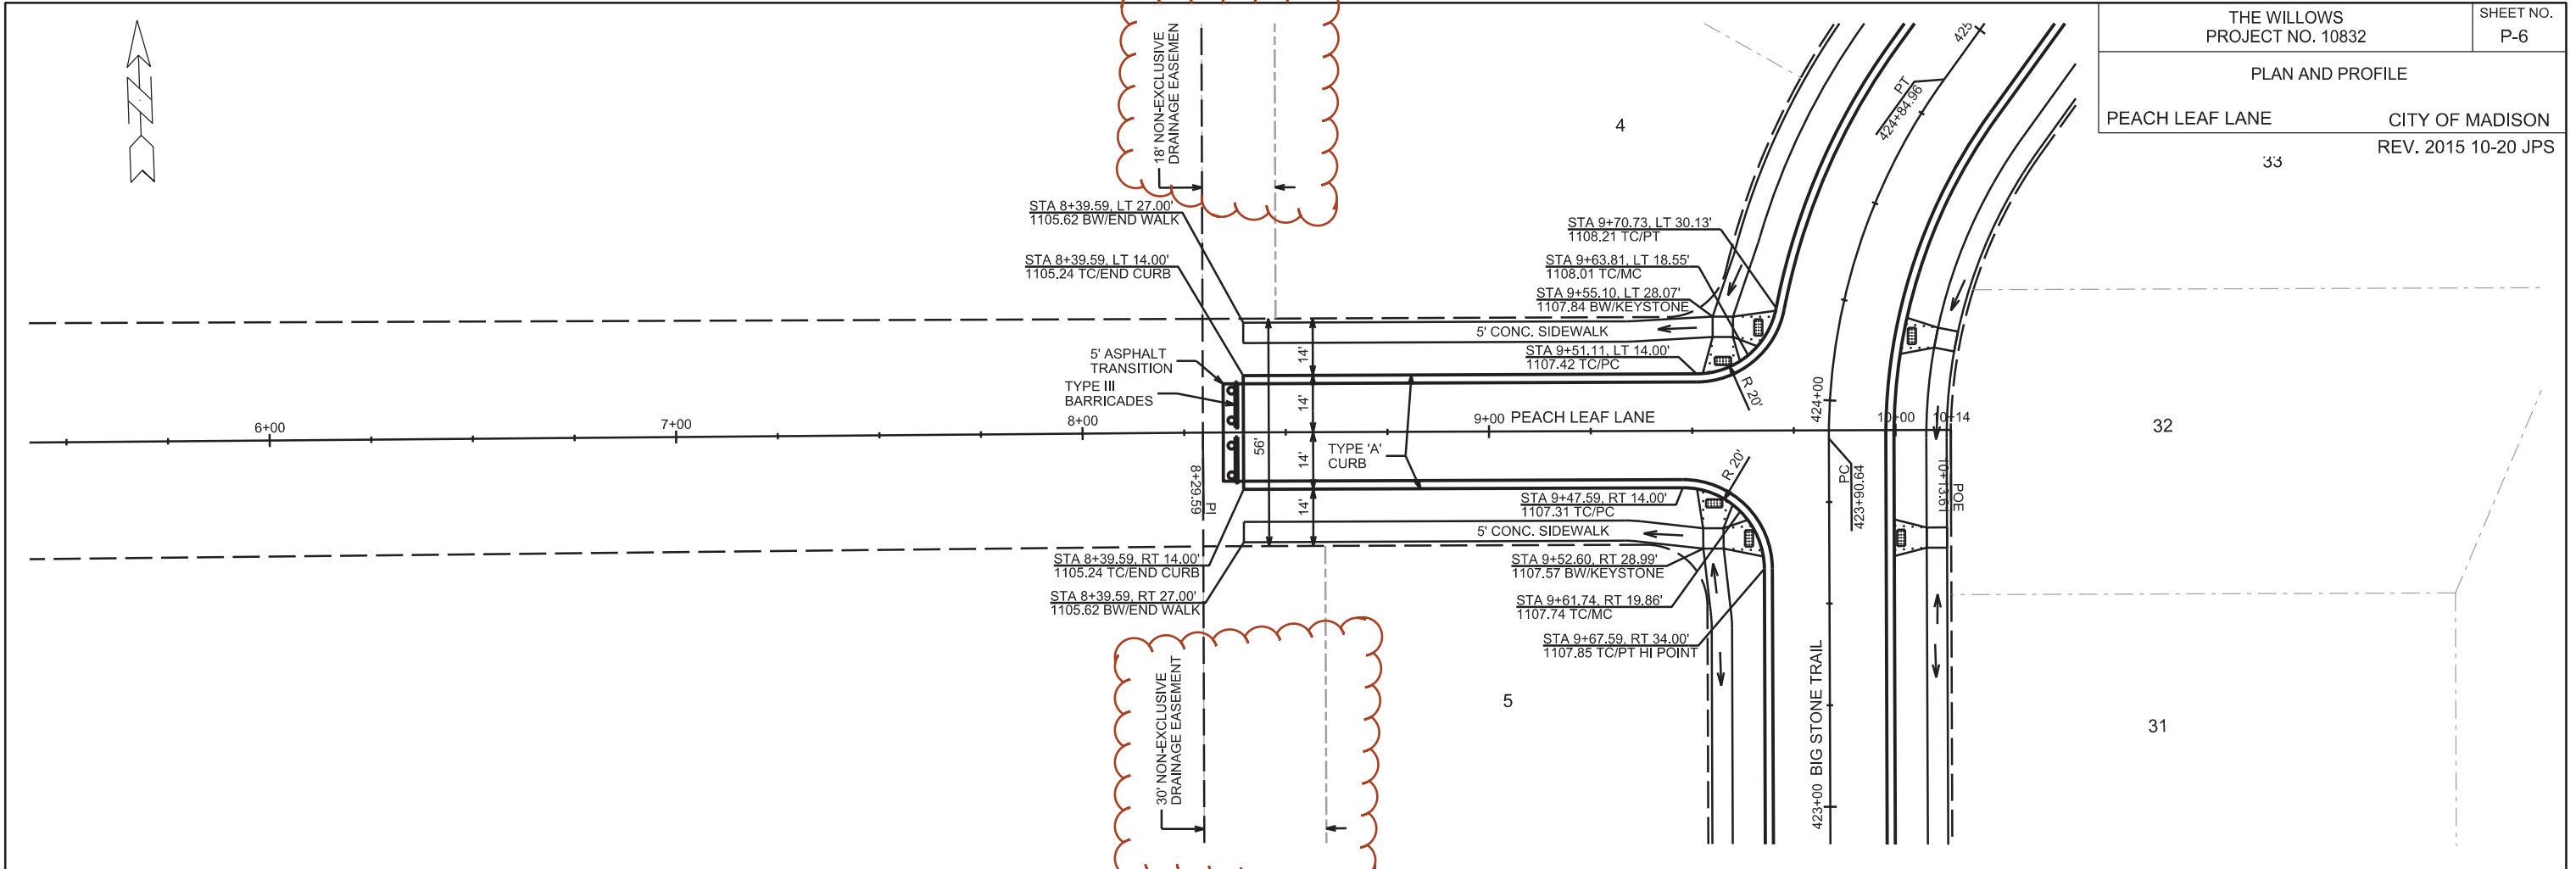 THE WILLOWS
PROJECT NO. 10832
SHEET NO.
P-6
PLAN AND PROFILE
PEACH LEAF LANE
CITY OF MADISON
REV. 2015 10-20 JPS
33
18' NON-EXCLUSIVE
DRAINAGE EASEMEN
4
425
PT
424+84.96
STA 8+39.59, LT 27.00'
1105.62 BW/END WALK
STA 8+39.59, LT 14.00'
1105.24 TC/END CURB
STA 9+70.73, LT 30.13'
1108.21 TC/PT
STA 9+63.81, LT 18.55'
1108.01 TC/MC
STA 9+55.10, LT 28.07'
1107.84 BW/KEYSTONE
5' CONC. SIDEWALK
STA 9+51.11, LT 14.00'
1107.42 TC/PC
5' ASPHALT
TRANSITION
TYPE III
BARRICADES
14'
14'
56'
14'
14'
R 20'
6+00
7+00
8+00
9+00 PEACH LEAF LANE
424+00
10+00
10+14
32
TYPE 'A'
CURB
R 20'
PI
8+29.59
PC
423+90.64
POE
10+13.61
STA 9+47.59, RT 14.00'
1107.31 TC/PC
5' CONC. SIDEWALK
STA 8+39.59, RT 14.00'
1105.24 TC/END CURB
STA 8+39.59, RT 27.00'
1105.62 BW/END WALK
STA 9+52.60, RT 28.99'
1107.57 BW/KEYSTONE
STA 9+61.74, RT 19.86'
1107.74 TC/MC
STA 9+67.59, RT 34.00'
1107.85 TC/PT HI POINT
30' NON-EXCLUSIVE
DRAINAGE EASEMENT
5
423+00 BIG STONE TRAIL
31